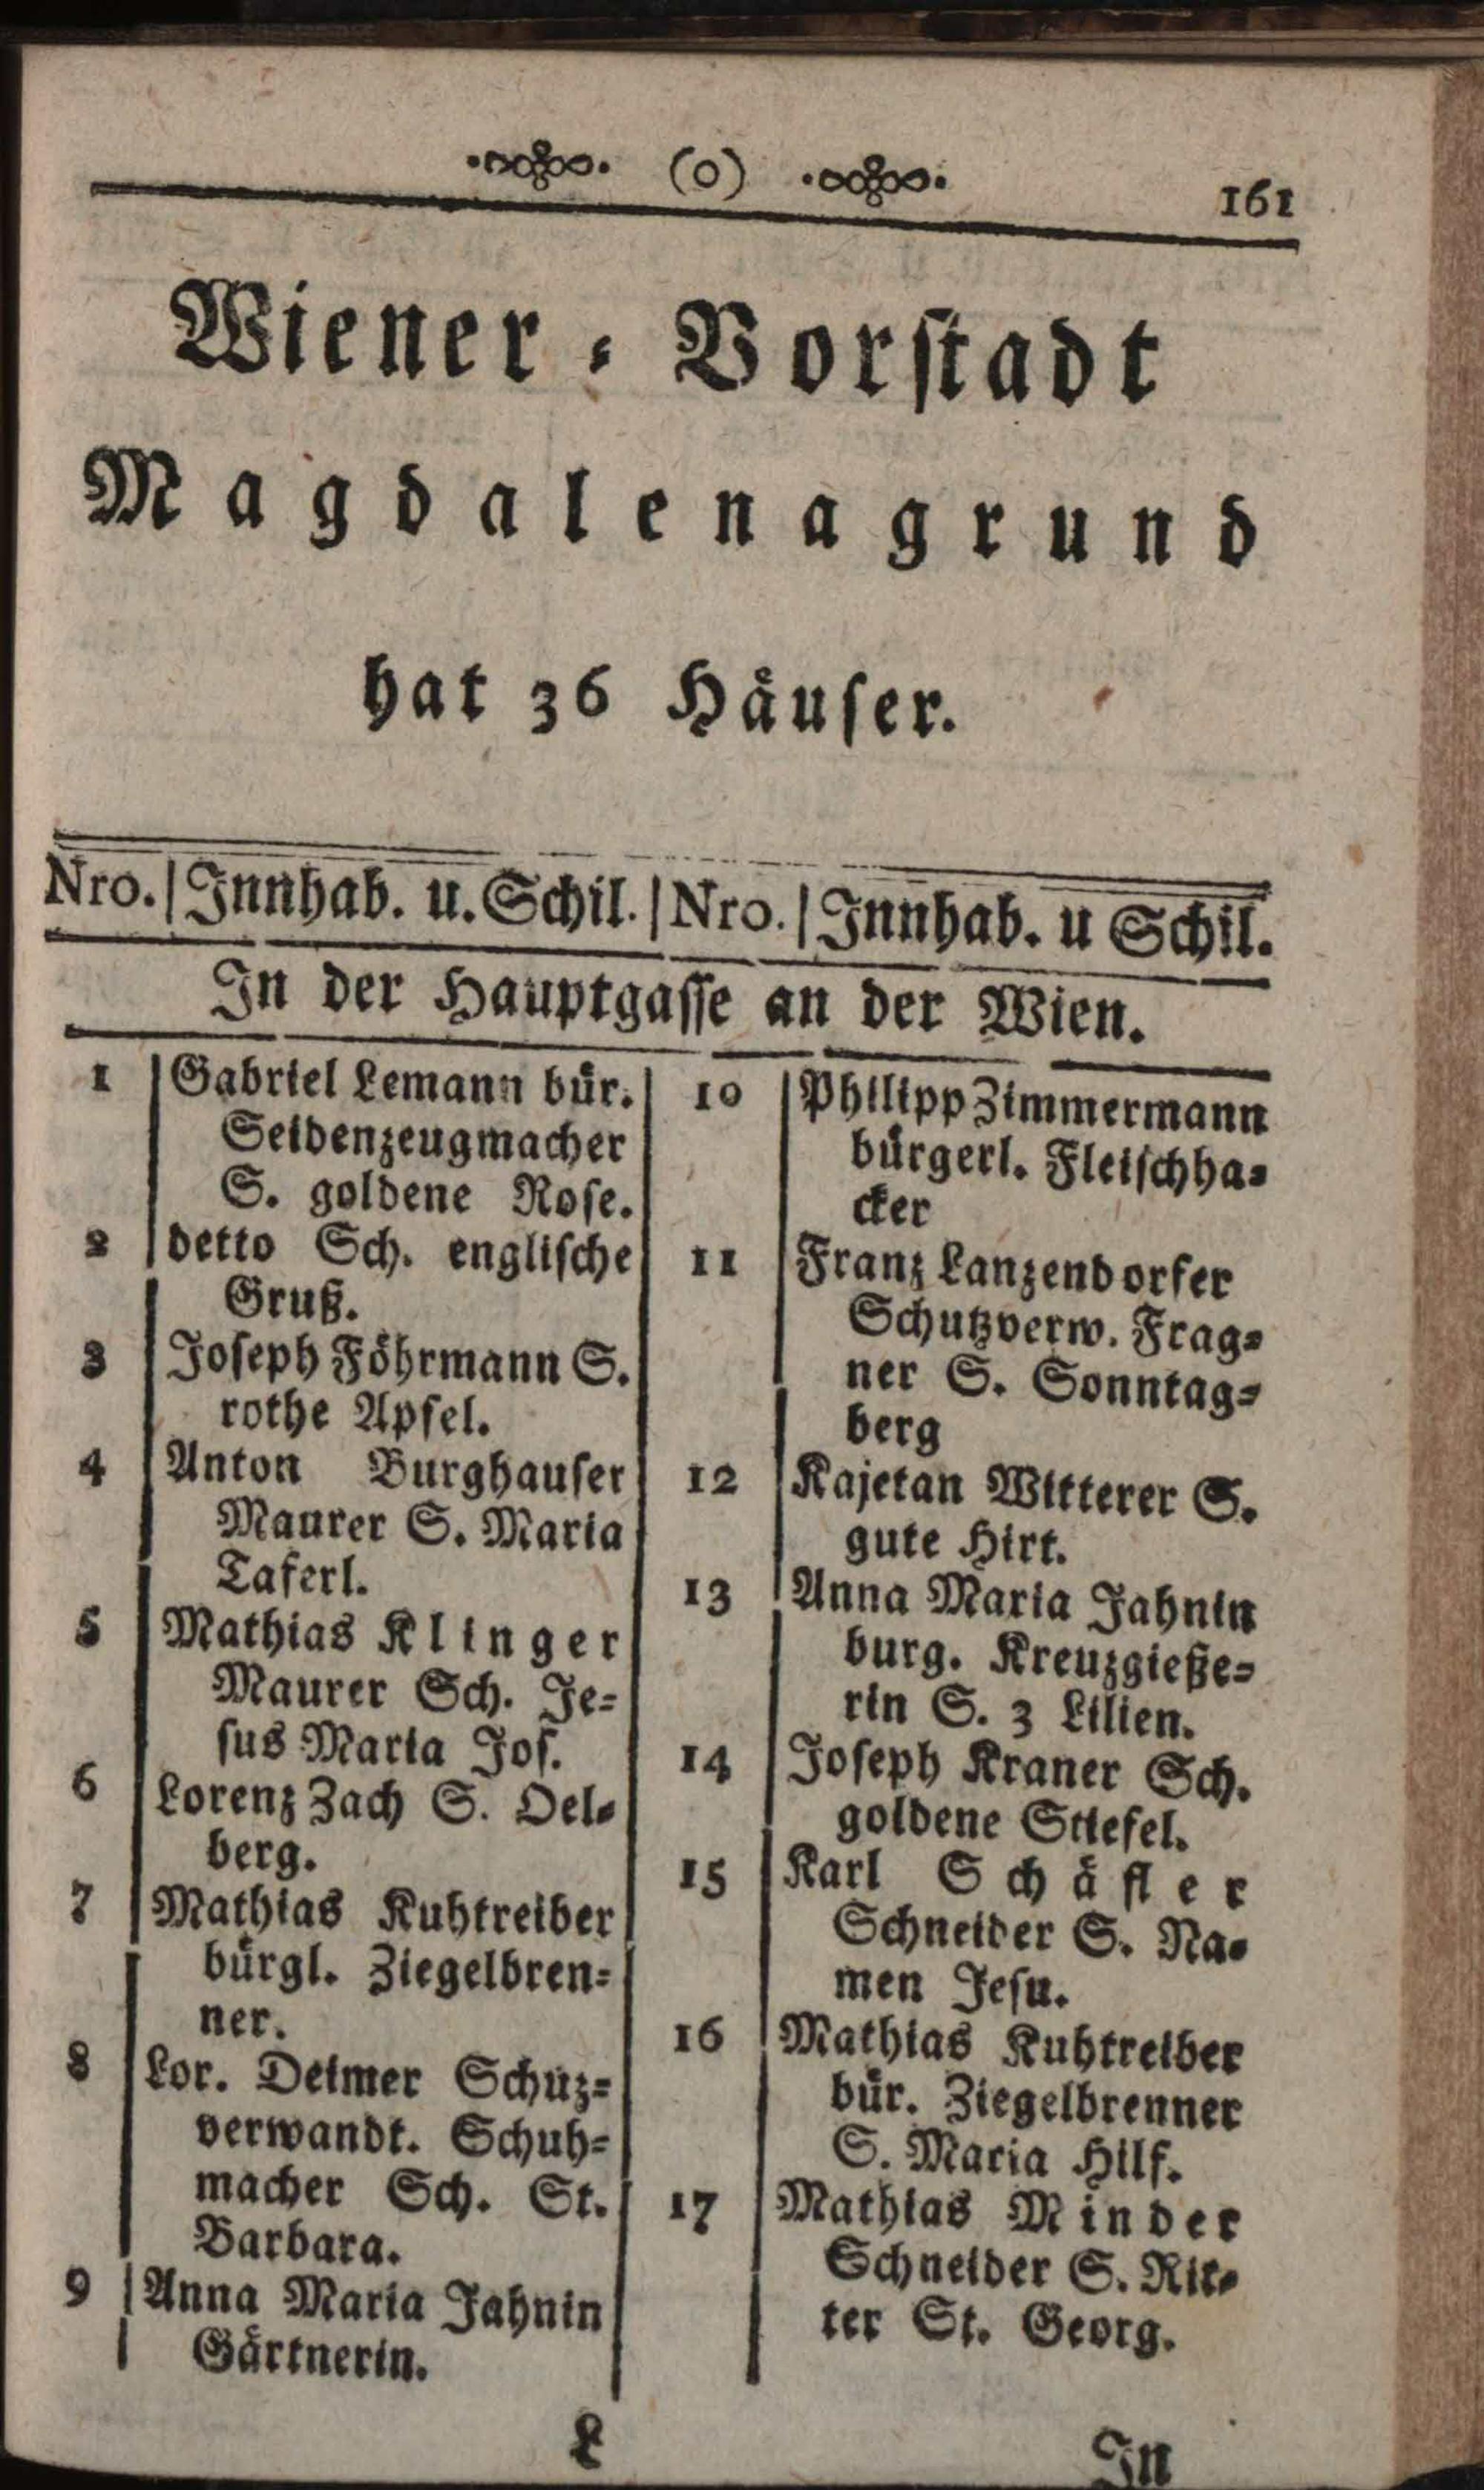 (0)
161
Wiener-Vorstadt
Magdalenagrund
hat 36 Häuser.
Nro. | Innhab. u. Schil. | Nro. | Innhab. u Schil.
In der Hauptgasse an der Wien.
1 Gabriel Lemann bür.
Seidenzeugmacher
S. goldene Rose.
2 detto Sch. englische
Gruß.
3 Joseph Föhrmann S.
rothe Apfel.
4 Anton Burghauser
Maurer S. Maria
Taferl.
5 Mathias Klinger
Maurer Sch. Je-
sus Maria Jos.
6 Lorenz Zach S. Oel-
berg.
7 Mathias Kuhtreiber
bürgl. Ziegelbren-
ner.
8 Lor. Deimer Schuz-
verwandt. Schuh-
macher Sch. St.
Barbara.
9 Anna Maria Jahnin
Gärtnerin.
10 Philipp Zimmermann
bürgerl. Fleischha-
cker
11 Franz Lanzendorfer
Schutzverw. Frag-
ner S. Sonntag-
berg
12 Kajetan Witterer S.
gute Hirt.
13 Anna Maria Jahnin
burg. Kreuzgieße-
rin S. 3 Lilien.
14 Joseph Kraner Sch.
goldene Stiefel.
15 Karl Schäfler
Schneider S. Na-
men Jesu.
16 Mathias Kuhtreiber
bür. Ziegelbrenner
S. Maria Hilf.
17 Mathias Minder
Schneider S. Rit-
ter St. Georg.
L
In